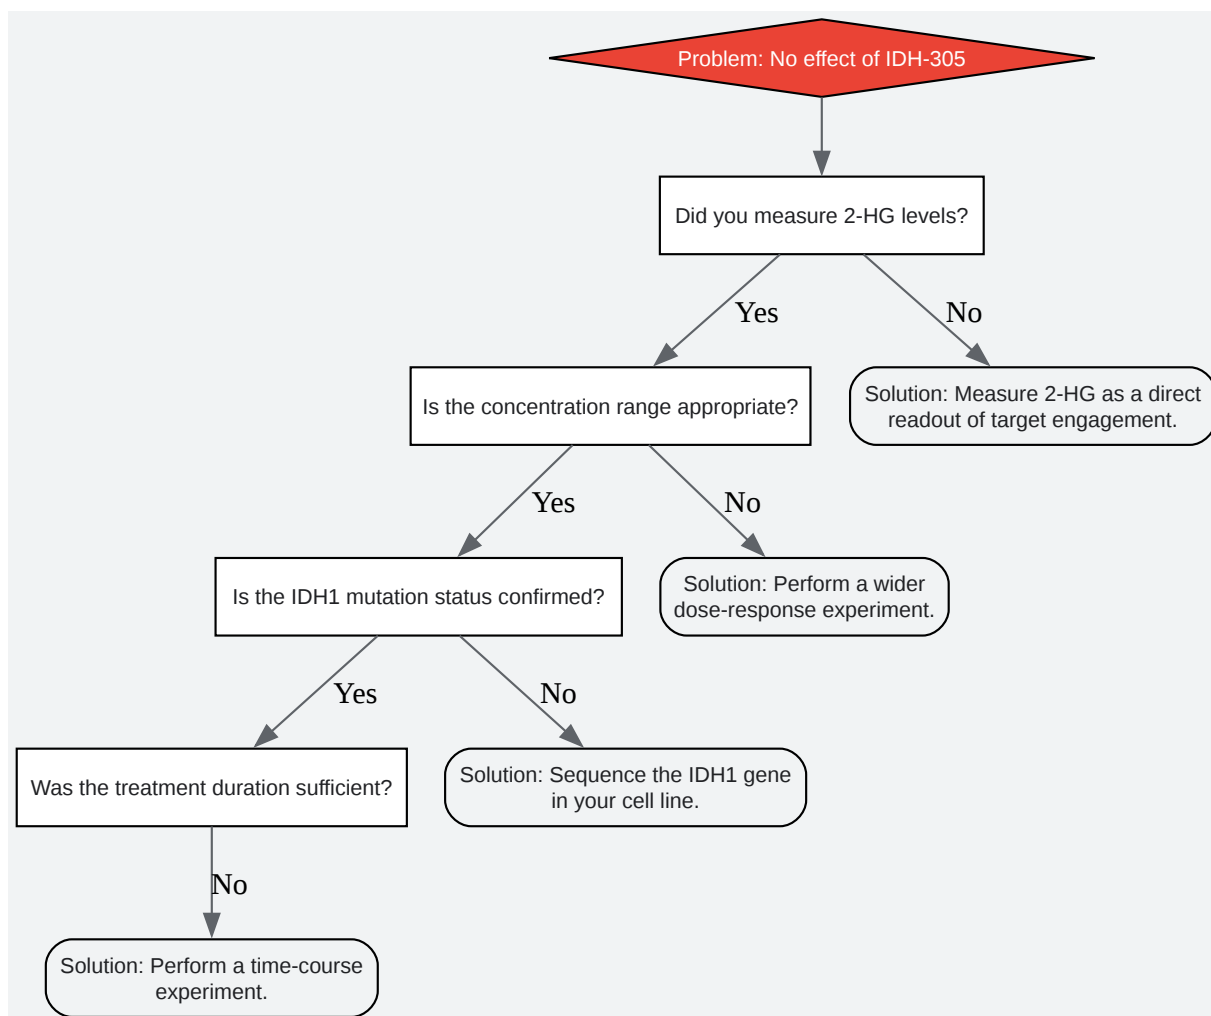 Problem: No effect of IDH-305
Did you measure 2-HG levels?
Yes
No
Is the concentration range appropriate?
Solution: Measure 2-HG as a direct
readout of target engagement.
Yes
No
Is the IDH1 mutation status confirmed?
Solution: Perform a wider
dose-response experiment.
Yes
No
Was the treatment duration sufficient?
Solution: Sequence the IDH1 gene
in your cell line.
No
Solution: Perform a time-course
experiment.